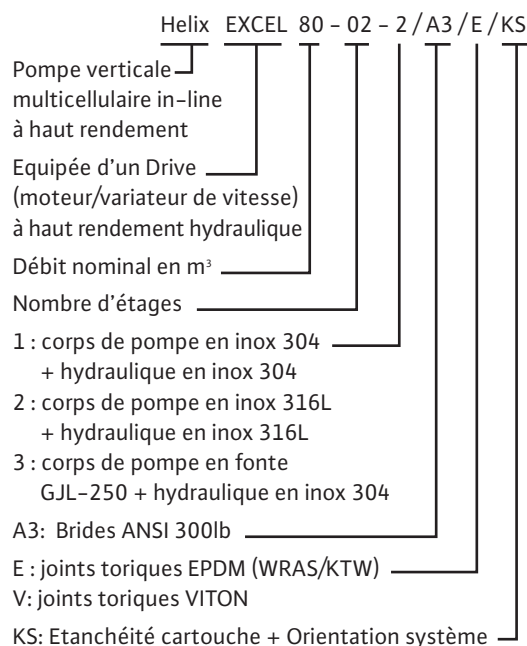 Helix EXCEL 80 - 02 - 2 / A3 / E / KS
Pompe verticale
multicellulaire in-line
à haut rendement
Equipée d'un Drive
(moteur/variateur de vitesse)
à haut rendement hydraulique
Débit nominal en m³
Nombre d'étages
1 : corps de pompe en inox 304
+ hydraulique en inox 304
2 : corps de pompe en inox 316L
+ hydraulique en inox 316L
3 : corps de pompe en fonte
GJL-250 + hydraulique en inox 304
A3: Brides ANSI 300lb
E : joints toriques EPDM (WRAS/KTW)
V: joints toriques VITON
KS: Etanchéité cartouche + Orientation système